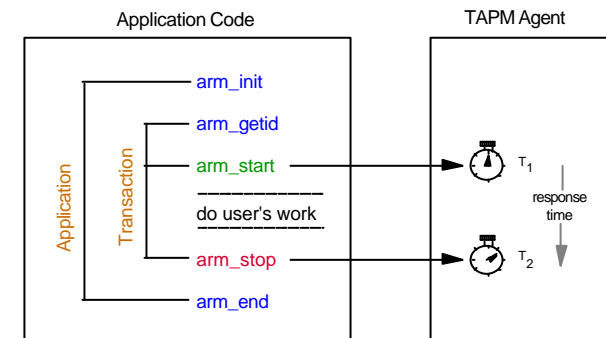 Application Code
TAPM Agent
arm_init
arm_getid
arm_start
do user's work
arm_stop
arm_end
Application
Transaction
T1
response
time
T2